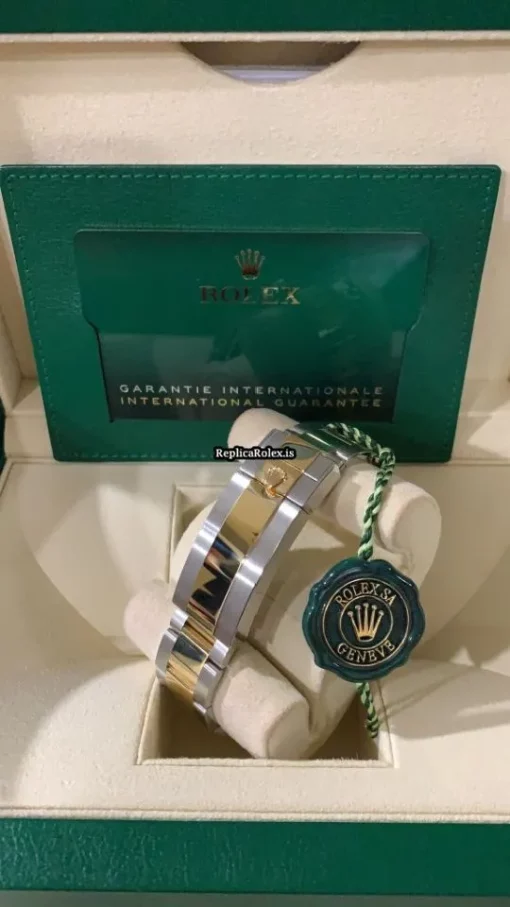 ROLEX
GARANTIE INTERNATIONALE
INTERNATIONAL GUARANTEE
ReplicaRolex.is
ROLEX SA
GENEVE